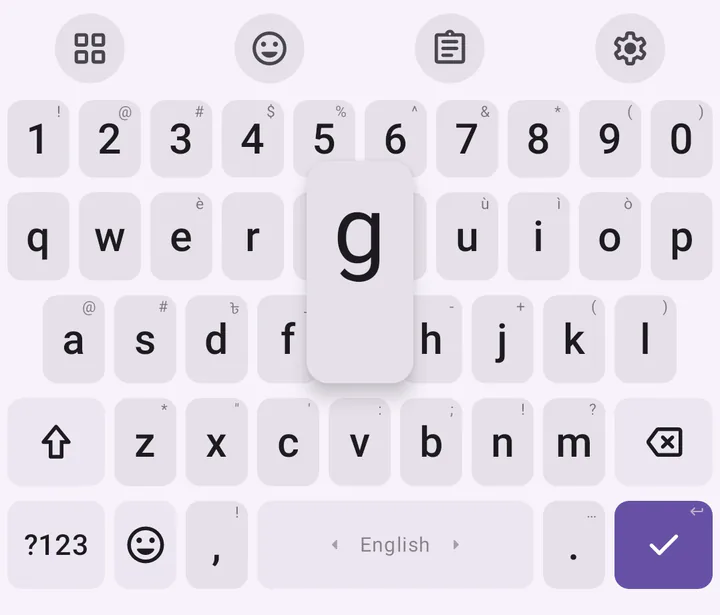 ! @ # $ % ^ & * ( )
1 2 3 4 5 6 7 8 9 0
è ù ì ò
q w e r g u i o p
@ # ъ - + ( )
a s d f h j k l
* " ' : ; ! ?
z x c v b n m
! … 
?123 , English .